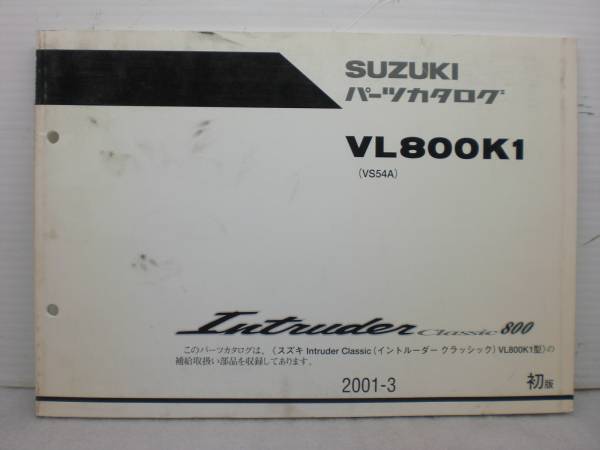 SUZUKI
パーツカタログ
VL800K1
(VS54A)
Intruder Classic 800
このパーツカタログは、《スズキ Intruder Classic(イントルーダー クラッシック)VL800K1型》の
補給取扱い部品を収録してあります。
2001-3 初版